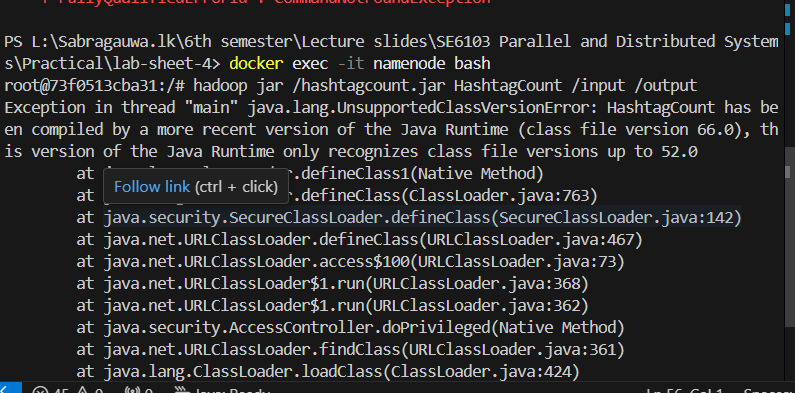 + FullyQualifiedErrorId : CommandNotFoundException
PS L:\Sabragauwa.lk\6th semester\Lecture slides\SE6103 Parallel and Distributed System
s\Practical\lab-sheet-4> docker exec -it namenode bash
root@73f0513cba31:/# hadoop jar /hashtagcount.jar HashtagCount /input /output
Exception in thread "main" java.lang.UnsupportedClassVersionError: HashtagCount has be
en compiled by a more recent version of the Java Runtime (class file version 66.0), th
is version of the Java Runtime only recognizes class file versions up to 52.0
at .defineClass1(Native Method)
Follow link (ctrl + click)
at .defineClass(ClassLoader.java:763)
at java.security.SecureClassLoader.defineClass(SecureClassLoader.java:142)
at java.net.URLClassLoader.defineClass(URLClassLoader.java:467)
at java.net.URLClassLoader.access$100(URLClassLoader.java:73)
at java.net.URLClassLoader$1.run(URLClassLoader.java:368)
at java.net.URLClassLoader$1.run(URLClassLoader.java:362)
at java.security.AccessController.doPrivileged(Native Method)
at java.net.URLClassLoader.findClass(URLClassLoader.java:361)
at java.lang.ClassLoader.loadClass(ClassLoader.java:424)
45 0 0 Java: Ready Ln 56, Col 1